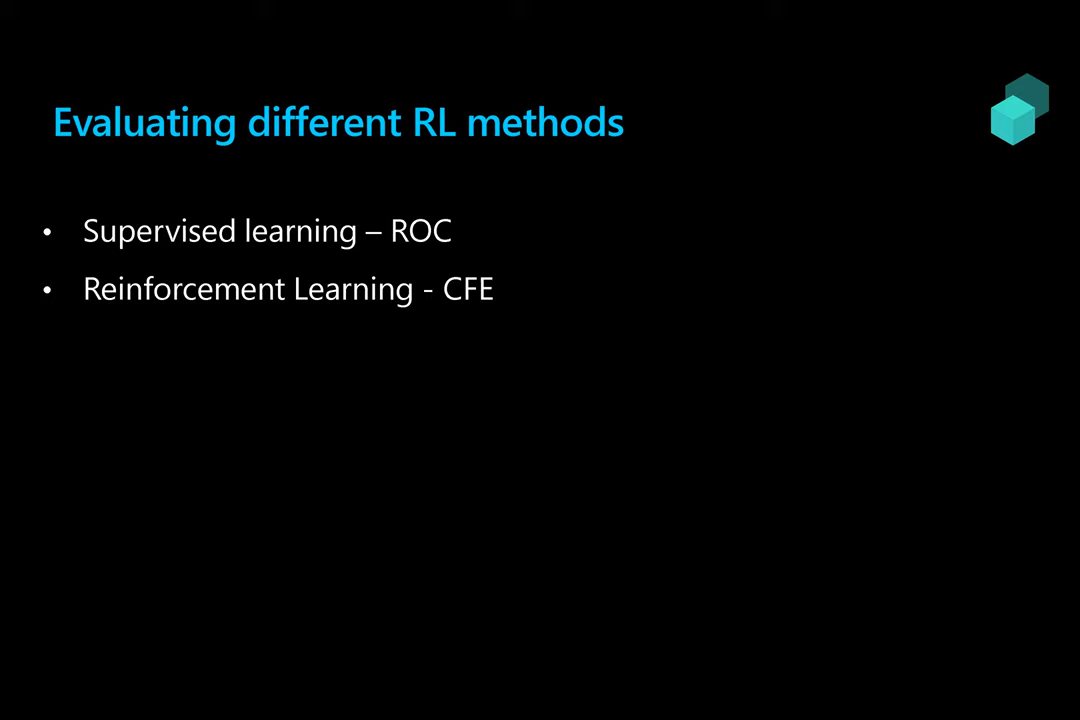 Evaluating different RL methods
• Supervised learning – ROC
• Reinforcement Learning - CFE